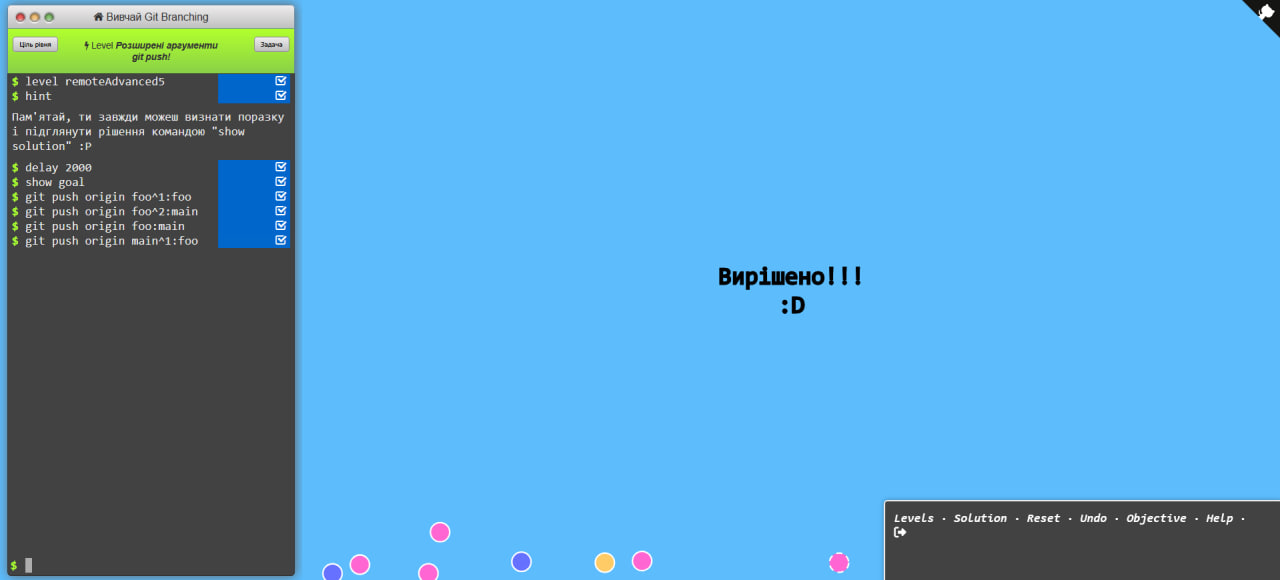 Вивчай Git Branching
Ціль рівня
Level Розширені аргументи
git push!
Задача
$ level remoteAdvanced5
$ hint
Пам'ятай, ти завжди можеш визнати поразку
і підглянути рішення командою "show
solution" :P
$ delay 2000
$ show goal
$ git push origin foo^1:foo
$ git push origin foo^2:main
$ git push origin foo:main
$ git push origin main^1:foo
$
Вирішено!!!
:D
Levels · Solution · Reset · Undo · Objective · Help ·